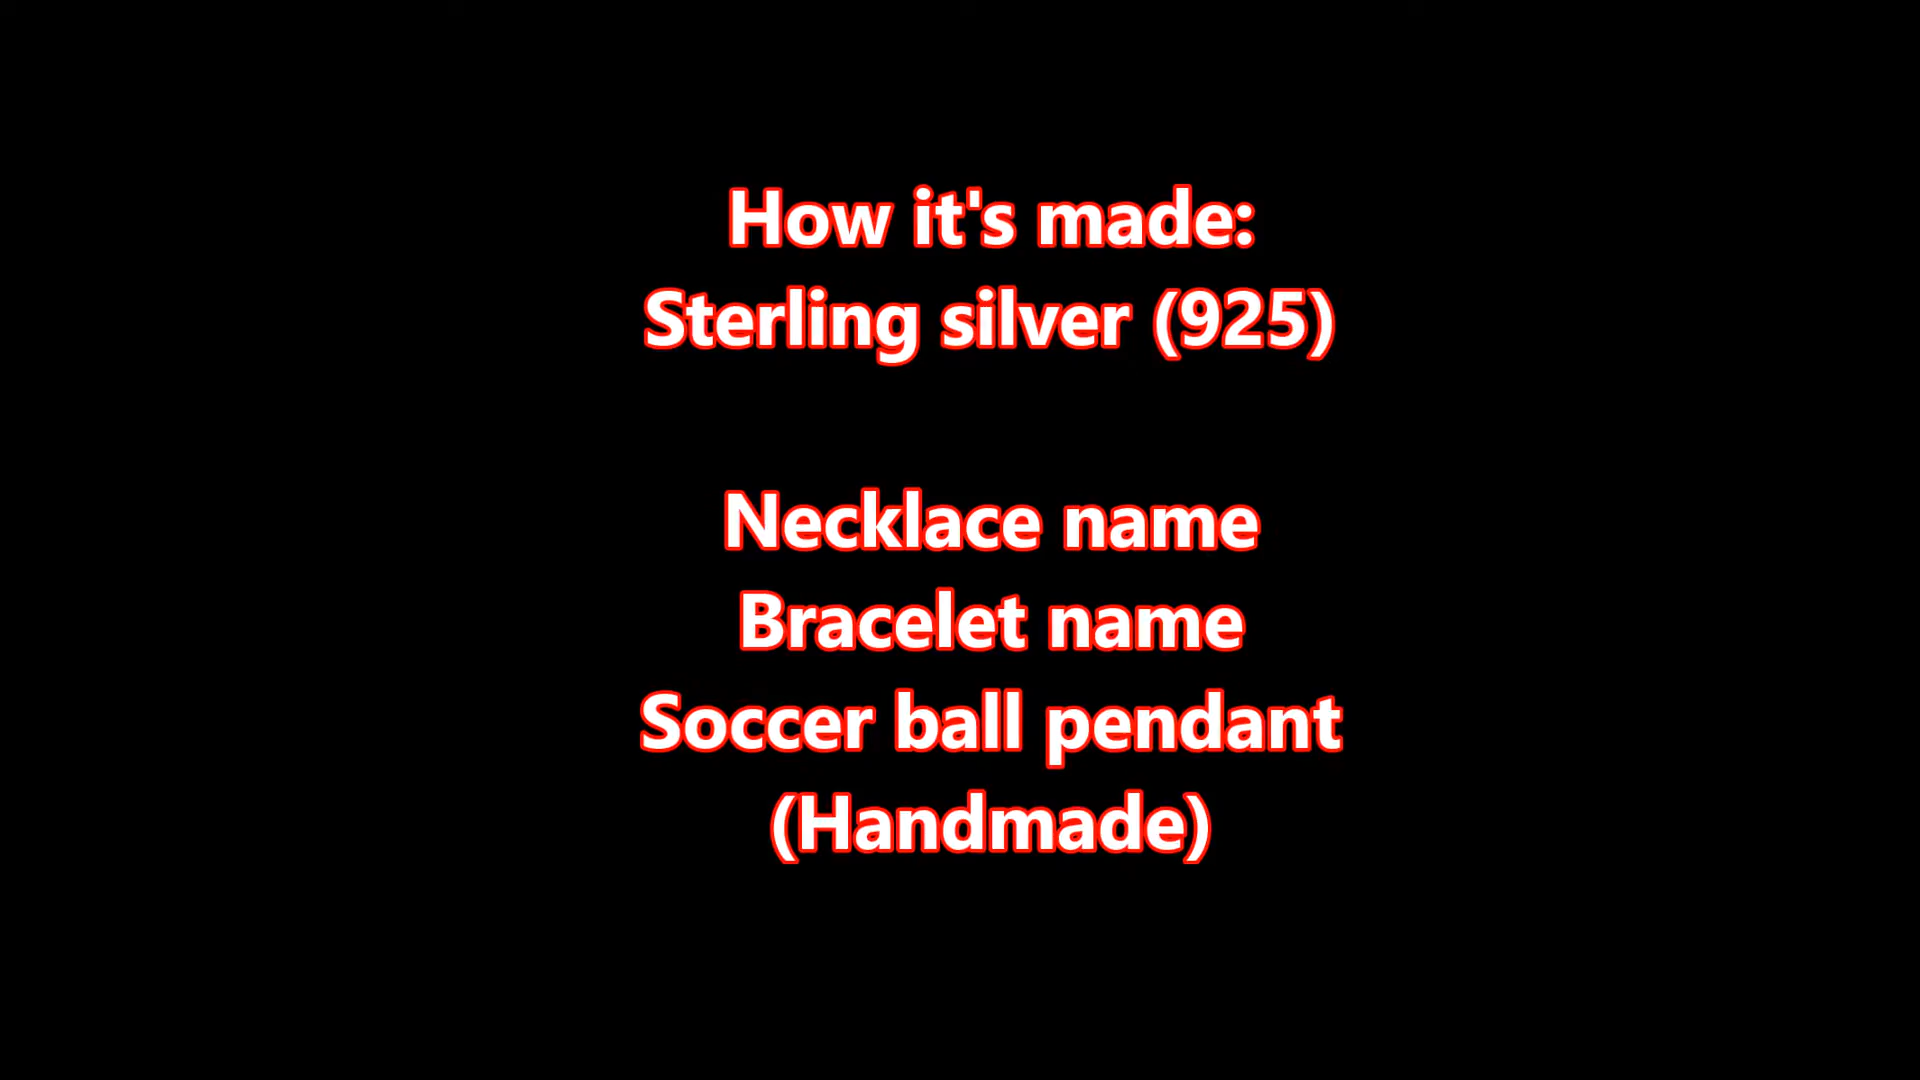 How it's made:
Sterling silver (925)
Necklace name
Bracelet name
Soccer ball pendant
(Handmade)